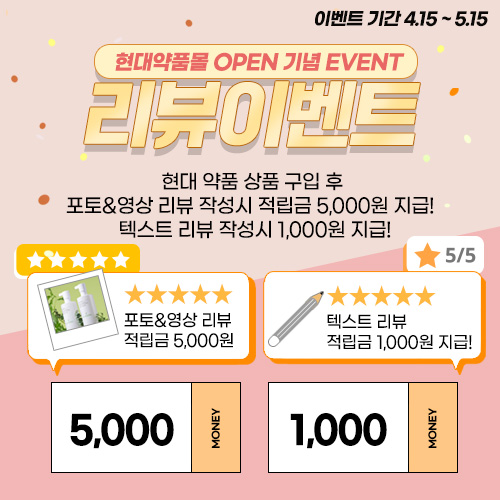 이벤트 기간 4.15 ~ 5.15
현대약품몰 OPEN 기념 EVENT
리뷰이벤트
현대 약품 상품 구입 후
포토&영상 리뷰 작성시 적립금 5,000원 지급!
텍스트 리뷰 작성시 1,000원 지급!
5/5
포토&영상 리뷰
적립금 5,000원
텍스트 리뷰
적립금 1,000원 지급!
5,000
MONEY
1,000
MONEY